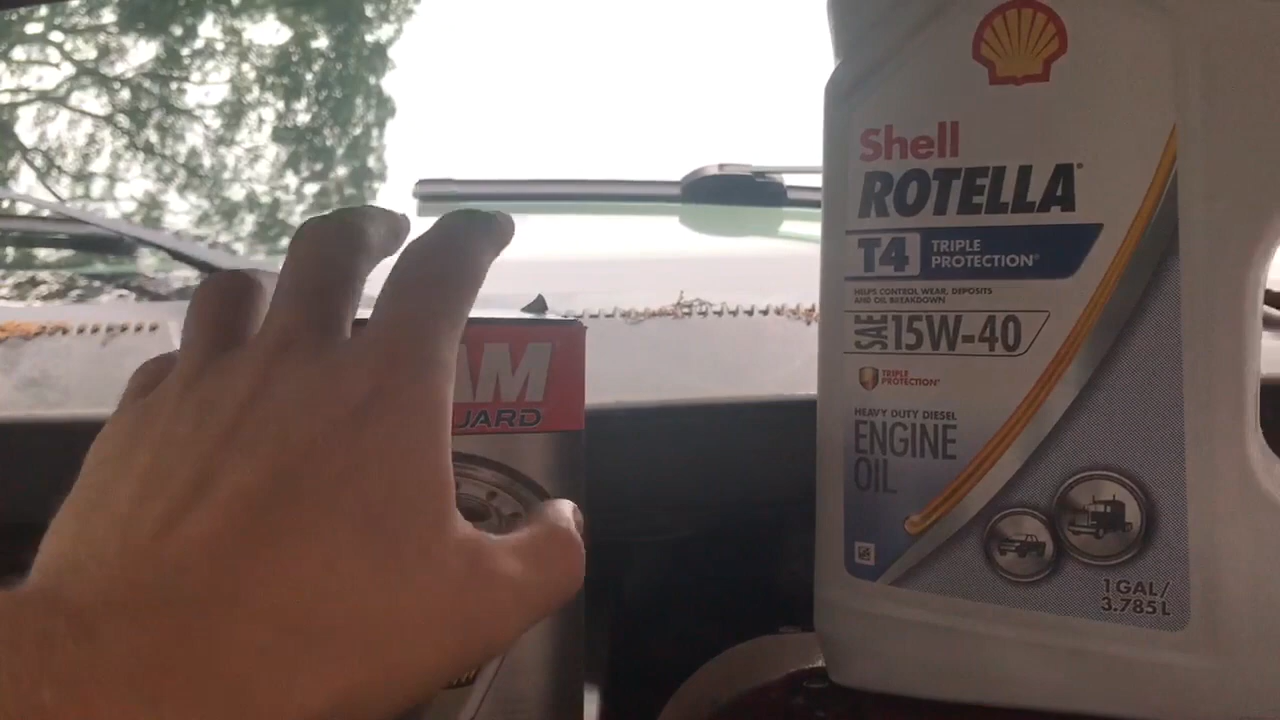 AM
UARD
Shell
ROTELLA®
T4 TRIPLE
PROTECTION®
HELPS CONTROL WEAR, DEPOSITS
AND OIL BREAKDOWN
SAE 15W-40
TRIPLE
PROTECTION®
HEAVY DUTY DIESEL
ENGINE
OIL
1 GAL/
3.785 L